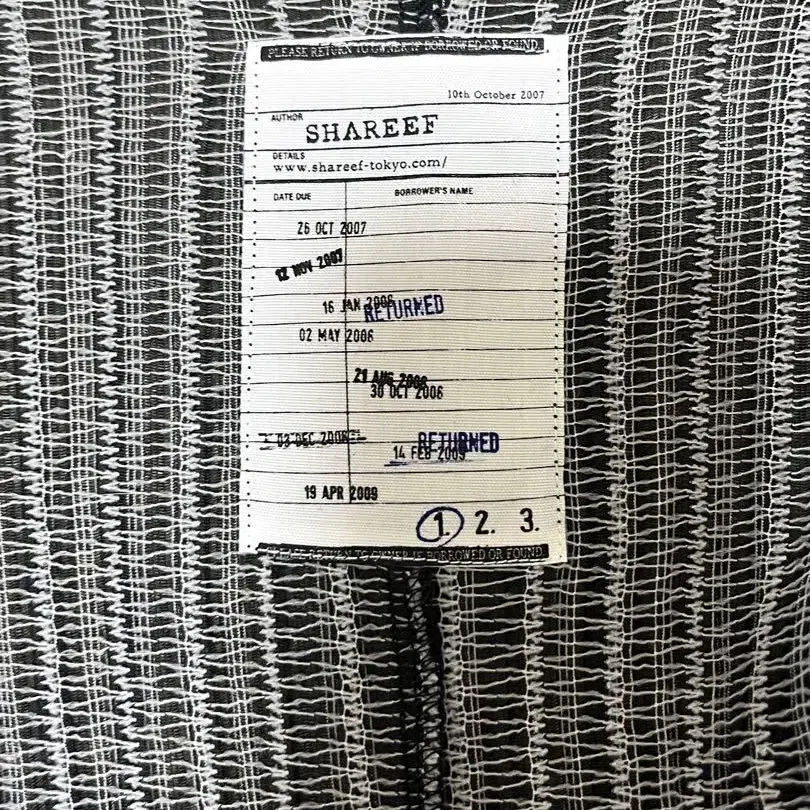 PLEASE RETURN TO OWNER IF BORROWED OR FOUND.
10th October 2007
AUTHOR
SHAREEF
DETAILS
www.shareef-tokyo.com/
DATE DUE BORROWER'S NAME
26 OCT 2007
12 NOV 2007
16 JAN 2008
RETURNED
02 MAY 2008
21 AUG 2008
30 OCT 2008
RETURNED
03 DEC 2008
14 FEB 2009
19 APR 2009
1. 2. 3.
PLEASE RETURN TO OWNER IF BORROWED OR FOUND.